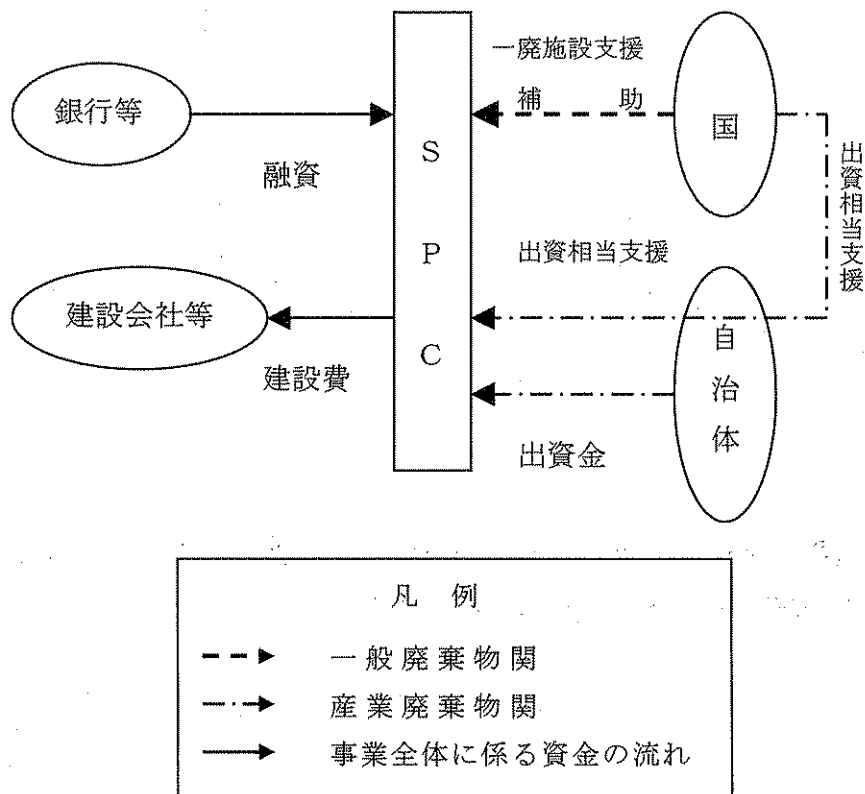 一廃施設支援
銀行等
補助
国
融資
S P C
出資相当支援
出資相当支援
建設会社等
建設費
自治体
出資金
凡 例
一般廃棄物関
産業廃棄物関
事業全体に係る資金の流れ